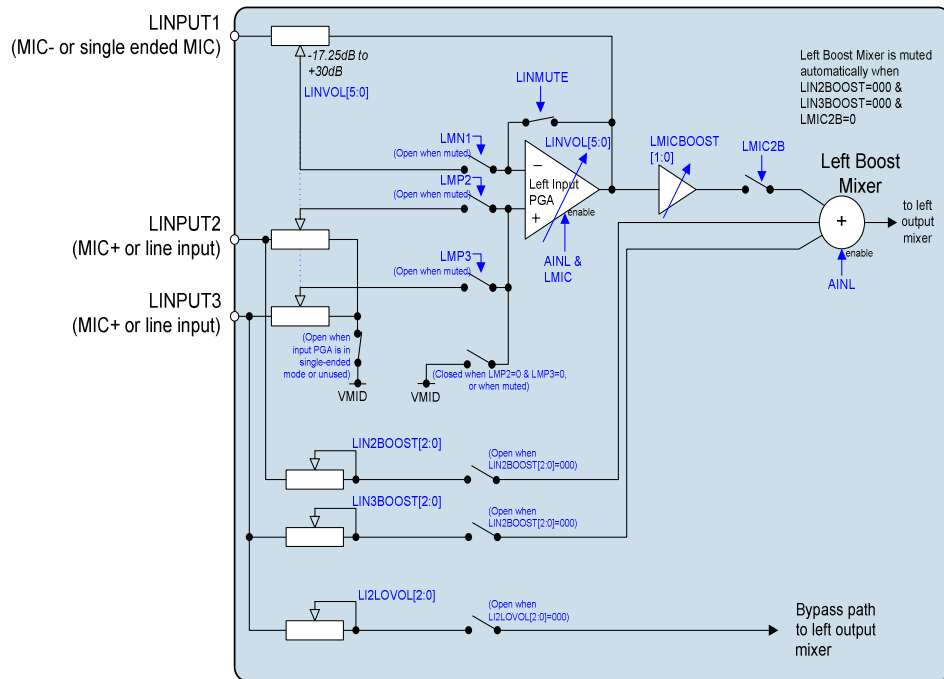 LINPUT1
(MIC- or single ended MIC)
-17.25dB to
+30dB
LINVOL[5:0]
LINMUTE
Left Boost Mixer is muted
automatically when
LIN2BOOST=000 &
LIN3BOOST=000 &
LMIC2B=0
LMN1
(Open when muted)
LINVOL[5:0]
LMICBOOST
[1:0]
LMIC2B
Left Boost
Mixer
−
Left Input
PGA
+
enable
LMP2
(Open when muted)
LINPUT2
(MIC+ or line input)
+
enable
to left
output
mixer
LMP3
(Open when muted)
AINL &
LMIC
AINL
LINPUT3
(MIC+ or line input)
(Open when
input PGA is in
single-ended
mode or unused)
VMID
(Closed when LMP2=0 & LMP3=0,
or when muted)
VMID
LIN2BOOST[2:0]
(Open when
LIN2BOOST[2:0]=000)
LIN3BOOST[2:0]
(Open when
LIN2BOOST[2:0]=000)
LI2LOVOL[2:0]
(Open when
LI2LOVOL[2:0]=000)
Bypass path
to left output
mixer